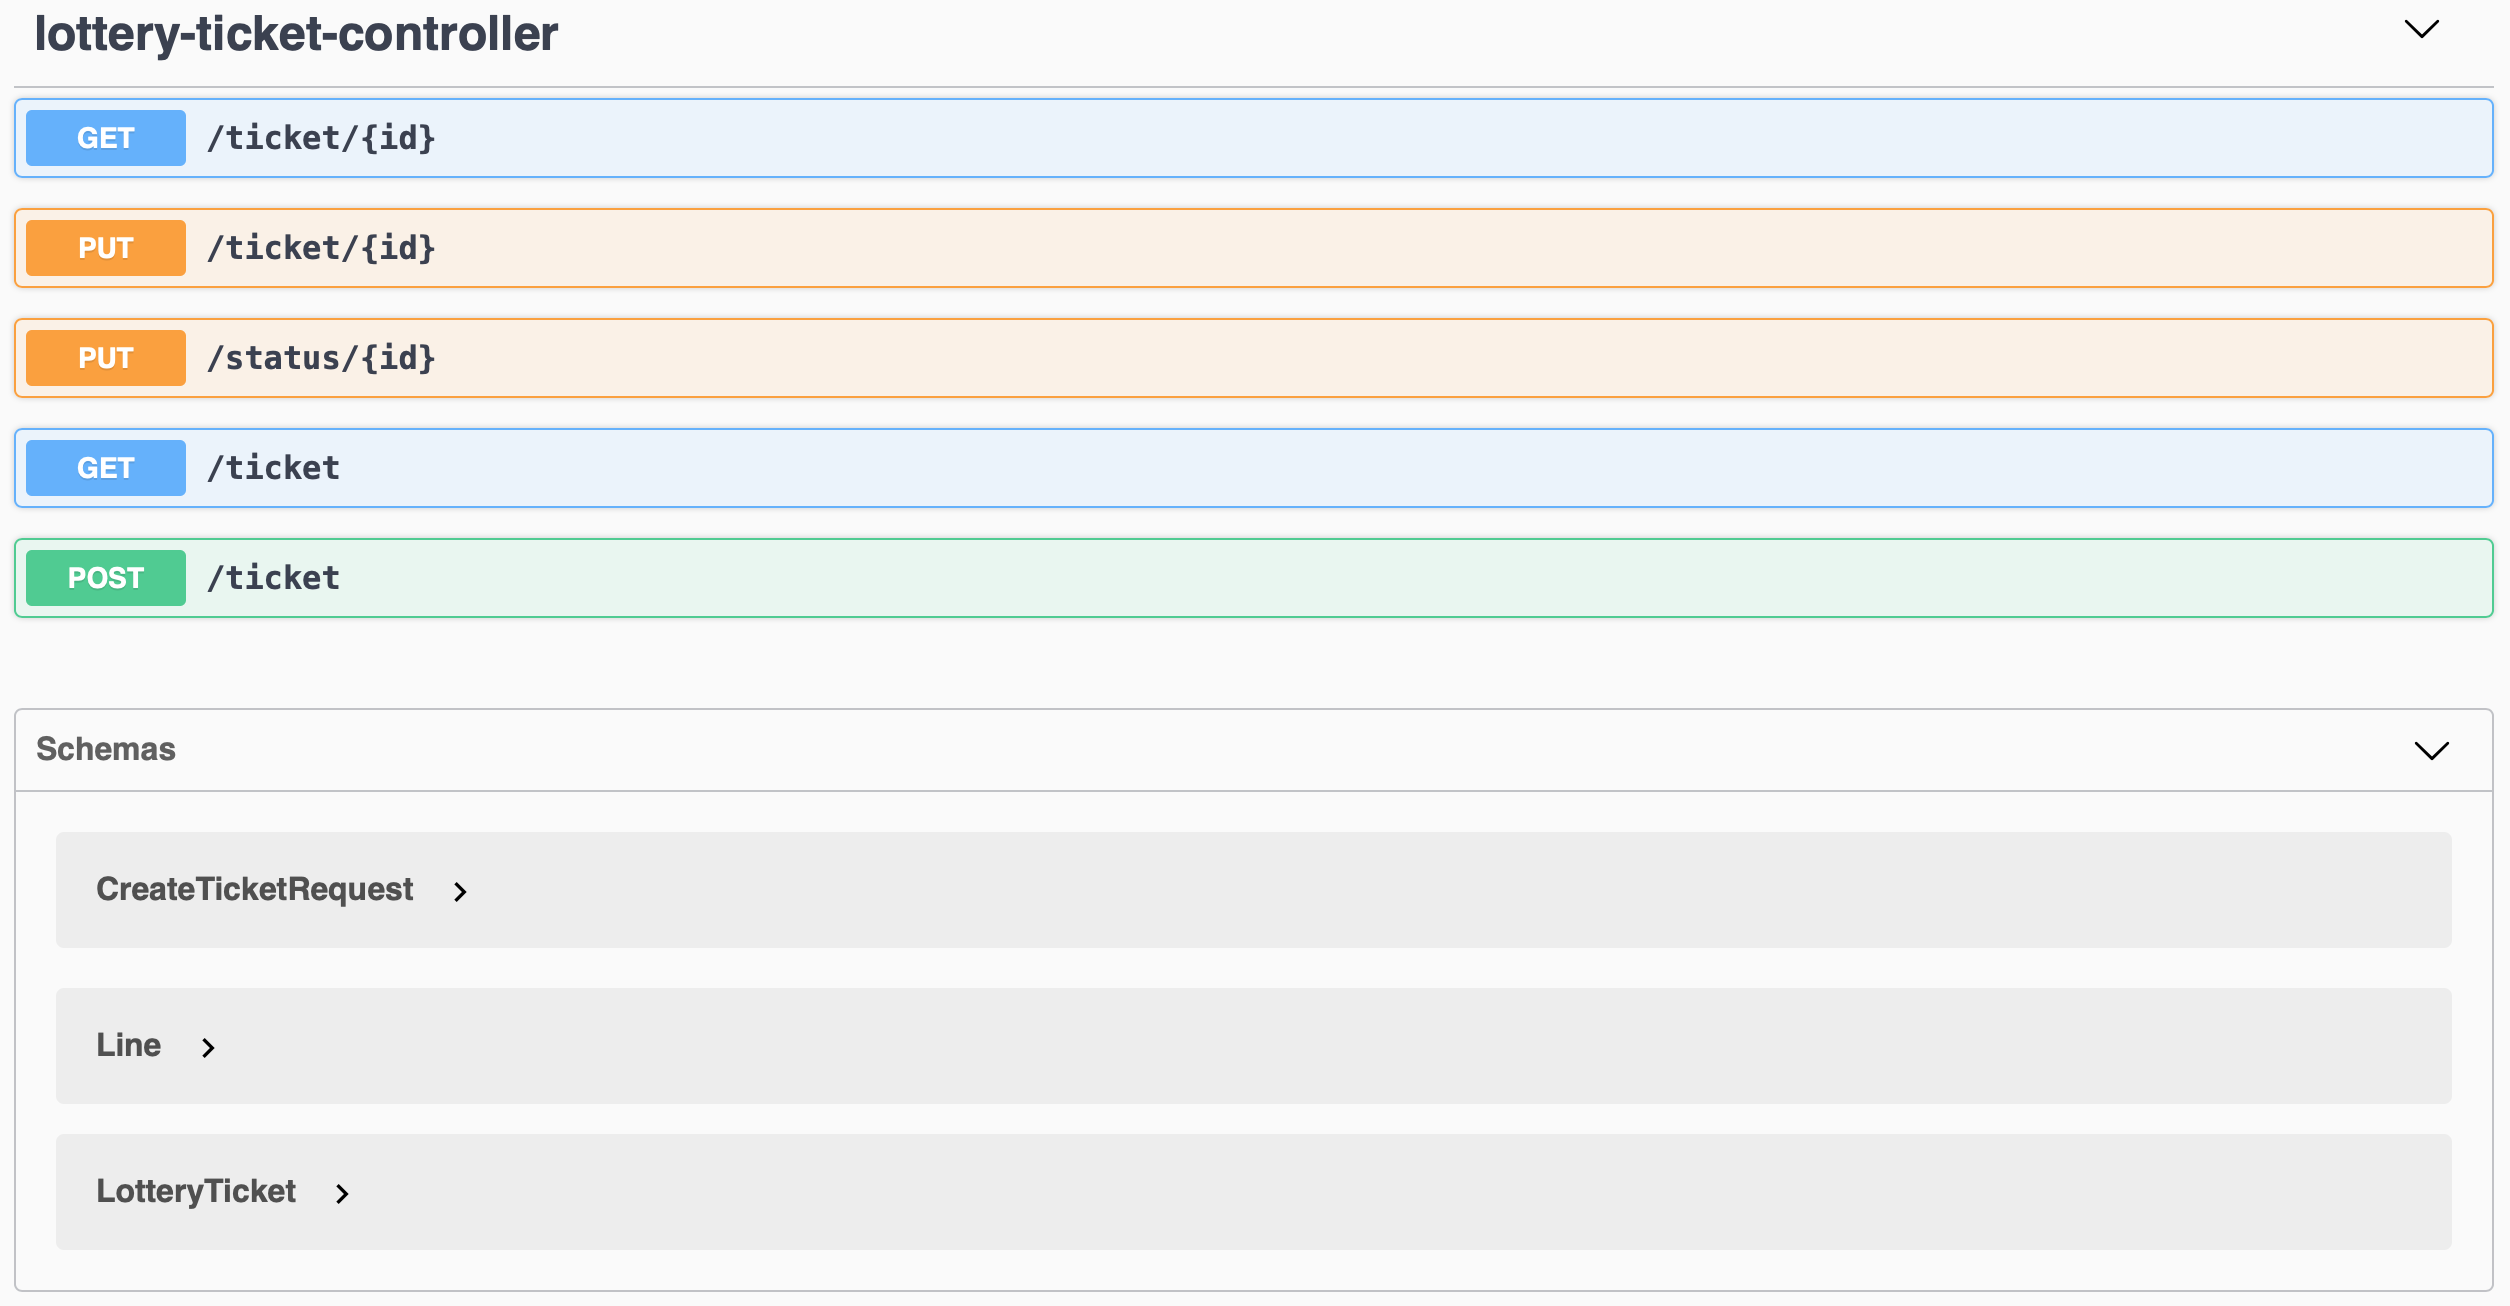 lottery-ticket-controller
GET /ticket/{id}
PUT /ticket/{id}
PUT /status/{id}
GET /ticket
POST /ticket
Schemas
CreateTicketRequest
Line
LotteryTicket